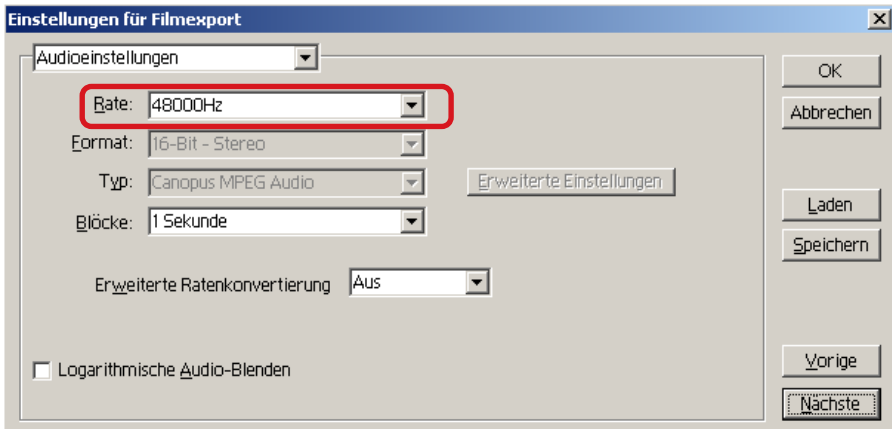 Einstellungen für Filmexport
Audioeinstellungen
OK
Rate: 48000Hz
Abbrechen
Format: 16-Bit - Stereo
Typ: Canopus MPEG Audio
Erweiterte Einstellungen
Laden
Blöcke: 1 Sekunde
Speichern
Erweiterte Ratenkonvertierung Aus
Logarithmische Audio-Blenden
Vorige
Nächste